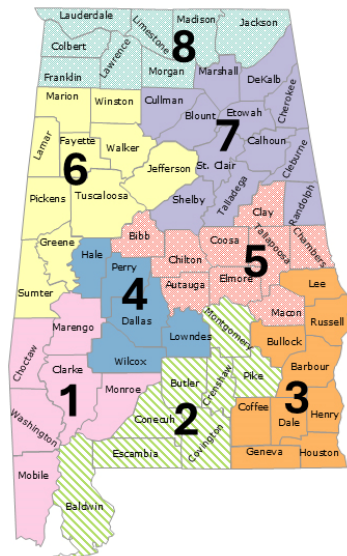 Lauderdale
Limestone
Madison
Jackson
Colbert
Lawrence
8
Franklin
Morgan
Marshall
DeKalb
Marion
Winston
Cullman
Cherokee
Blount
Etowah
Lamar
Fayette
Walker
7
Calhoun
6
Jefferson
St. Clair
Cleburne
Pickens
Tuscaloosa
Shelby
Talladega
Randolph
Clay
Greene
Bibb
Coosa
Tallapoosa
Chambers
Hale
Perry
Chilton
5
Sumter
4
Autauga
Elmore
Lee
Marengo
Dallas
Macon
Russell
Choctaw
Lowndes
Montgomery
Bullock
Clarke
Wilcox
Barbour
1
Monroe
Butler
Crenshaw
Pike
Washington
Conecuh
2
Coffee
3
Dale
Henry
Covington
Escambia
Geneva
Houston
Mobile
Baldwin